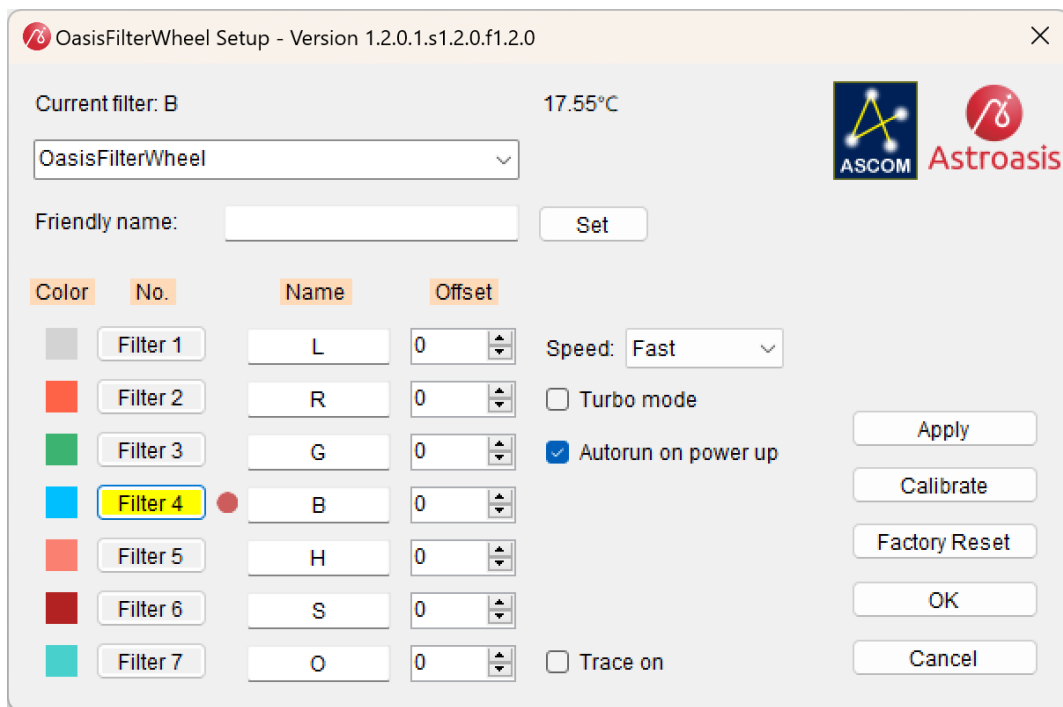 OasisFilterWheel Setup - Version 1.2.0.1.s1.2.0.f1.2.0
Current filter: B
17.55°C
ASCOM
Astroasis
OasisFilterWheel
Friendly name:
Set
Color No. Name Offset
Filter 1 L 0
Speed: Fast
Filter 2 R 0
Turbo mode
Filter 3 G 0
Autorun on power up
Apply
Filter 4 B 0
Calibrate
Filter 5 H 0
Factory Reset
Filter 6 S 0
OK
Filter 7 O 0
Trace on
Cancel